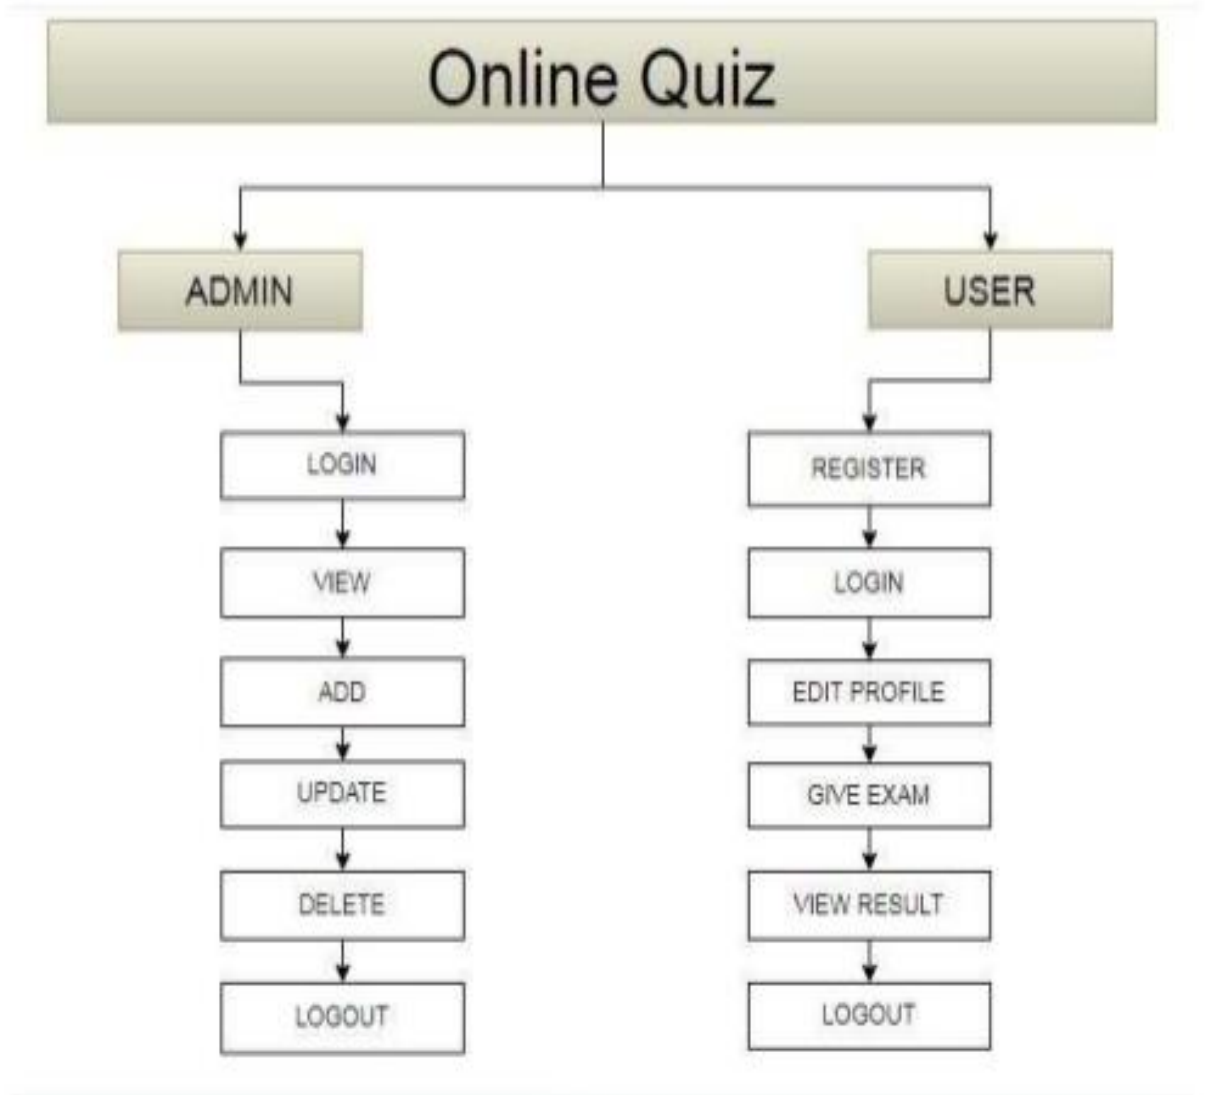 Online Quiz
ADMIN
USER
LOGIN
VIEW
ADD
UPDATE
DELETE
LOGOUT
REGISTER
LOGIN
EDIT PROFILE
GIVE EXAM
VIEW RESULT
LOGOUT